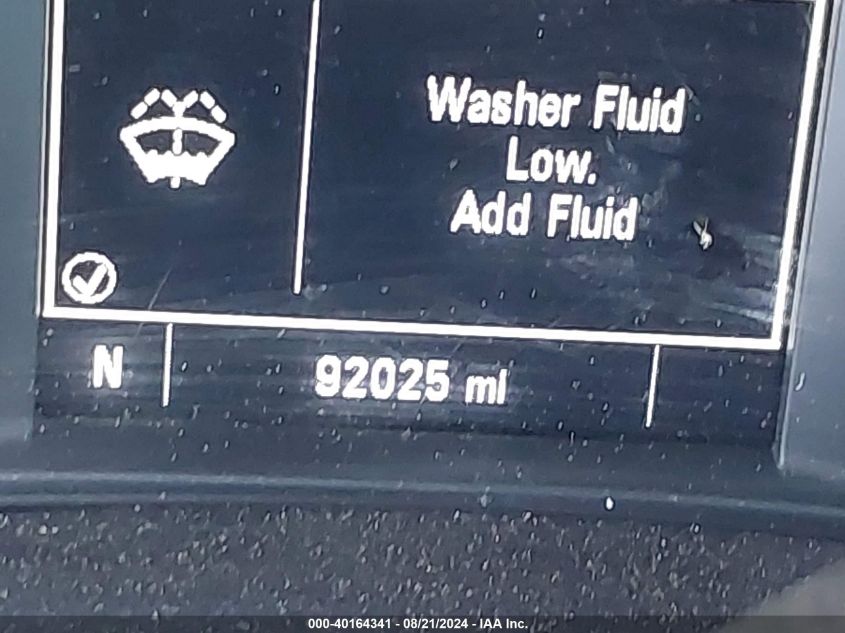 Washer Fluid
Low.
Add Fluid
N
92025 mi
000-40164341 - 08/21/2024 - IAA Inc.